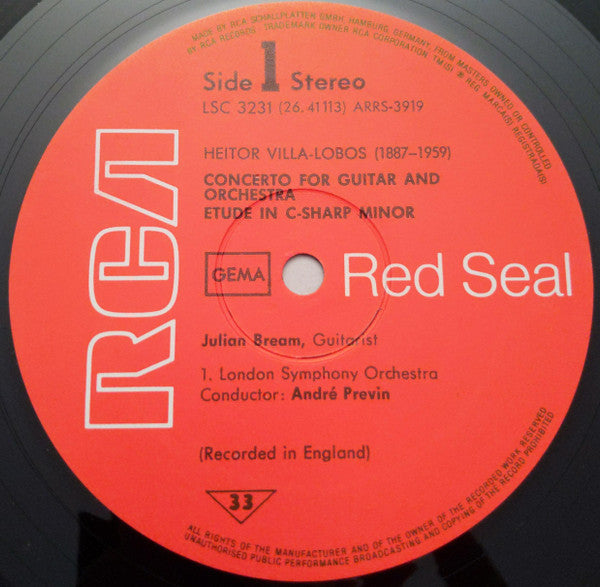 MADE BY RCA SCHALLPLATTEN GMBH, HAMBURG, GERMANY, FROM MASTERS OWNED OR CONTROLLED
BY RCA RECORDS · TRADEMARK OWNER RCA CORPORATION, TM(S) ® REG. MARCA(S) REGISTRADA(S)
Side 1 Stereo
LSC 3231 (26.41113) ARRS-3919
HEITOR VILLA-LOBOS (1887–1959)
CONCERTO FOR GUITAR AND
ORCHESTRA
ETUDE IN C-SHARP MINOR
RCA
GEMA
Red Seal
Julian Bream, Guitarist
1. London Symphony Orchestra
Conductor: André Previn
(Recorded in England)
33
ALL RIGHTS OF THE MANUFACTURER AND OF THE OWNER OF THE RECORDED WORK RESERVED
UNAUTHORISED PUBLIC PERFORMANCE BROADCASTING AND COPYING OF THE RECORD PROHIBITED